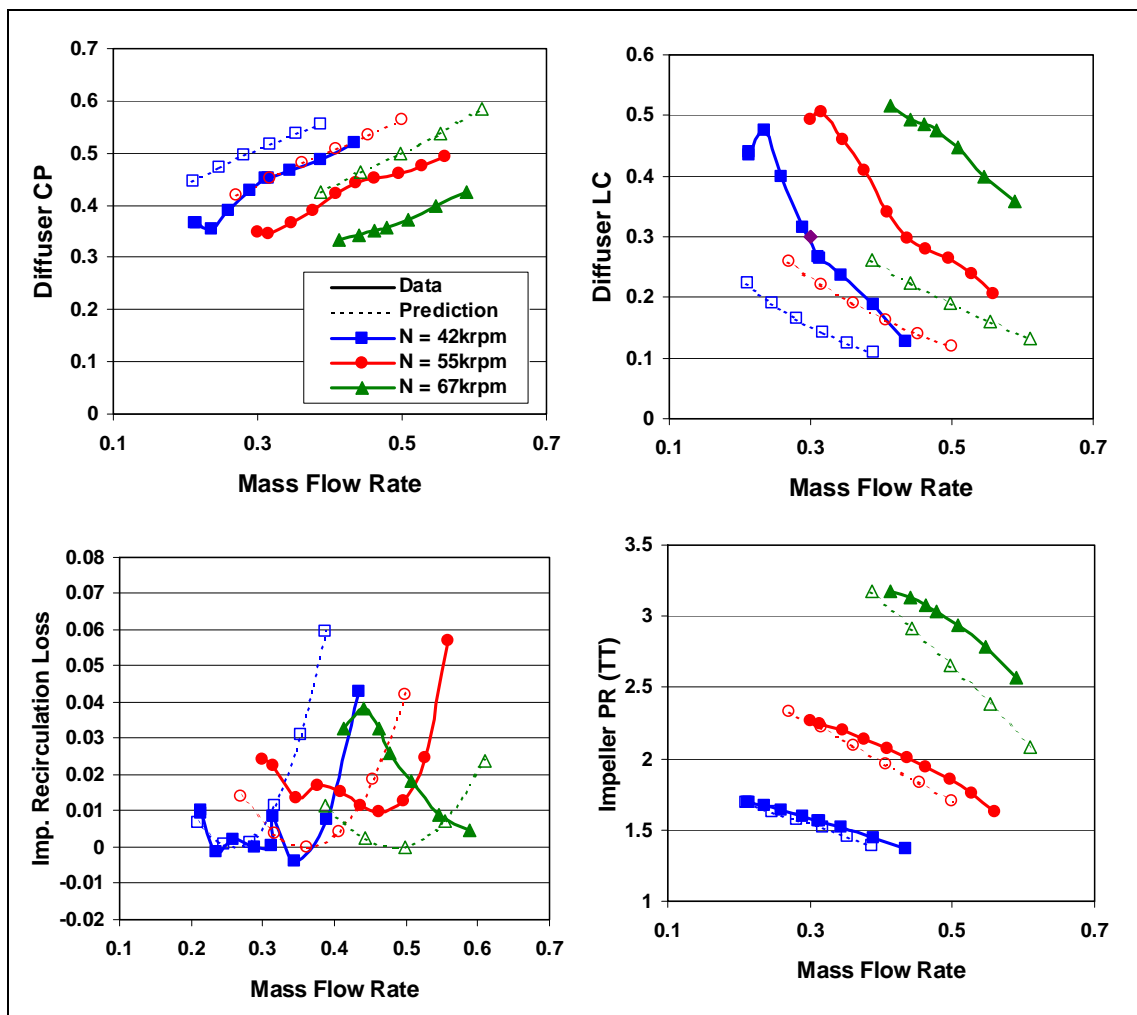 0.7
0.6
0.5
0.4
0.3
0.2
0.1
0
Diffuser CP
Data
Prediction
N = 42krpm
N = 55krpm
N = 67krpm
0.1 0.3 0.5 0.7
Mass Flow Rate
0.6
0.5
0.4
0.3
0.2
0.1
0
Diffuser LC
0.1 0.3 0.5 0.7
Mass Flow Rate
0.08
0.07
0.06
0.05
0.04
0.03
0.02
0.01
0
-0.01
-0.02
Imp. Recirculation Loss
0.1 0.2 0.3 0.4 0.5 0.6 0.7
Mass Flow Rate
3.5
3
2.5
2
1.5
1
Impeller PR (TT)
0.1 0.3 0.5 0.7
Mass Flow Rate